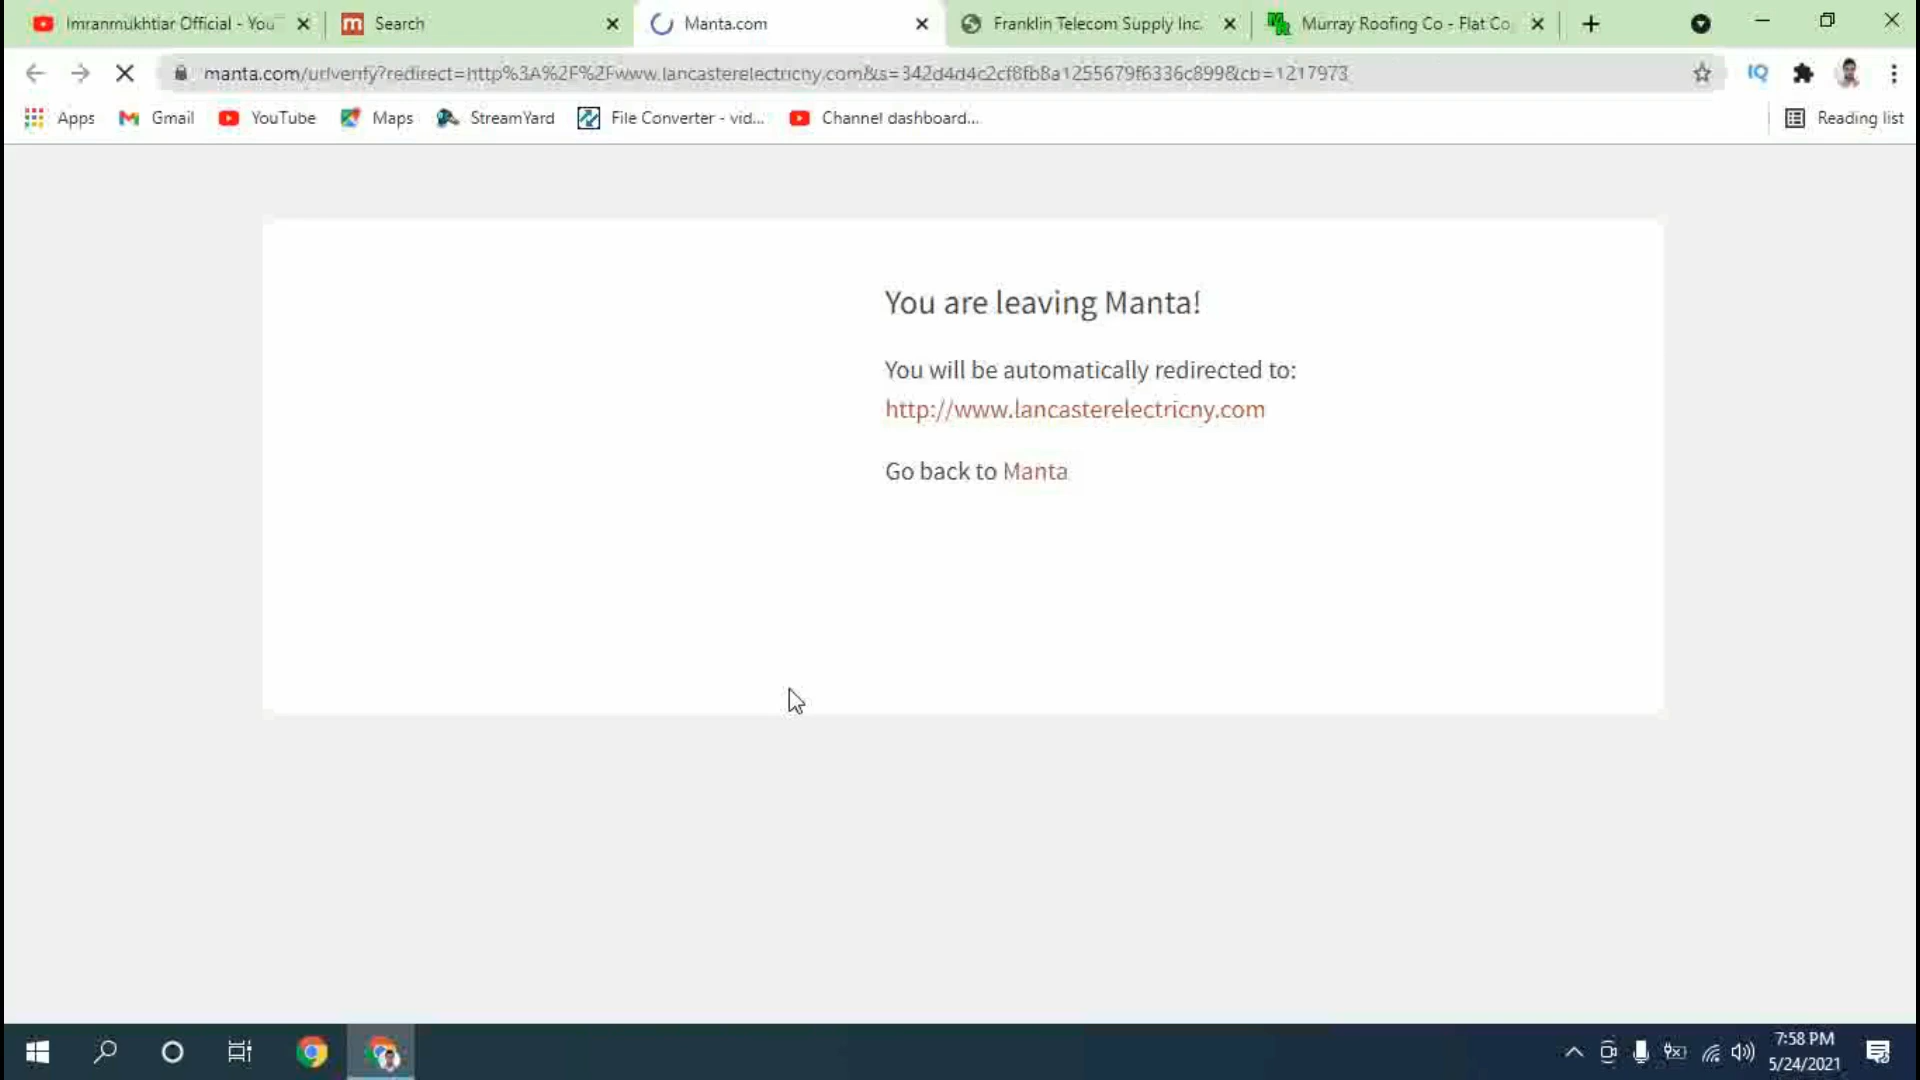 Imranmukhtiar Official - You
Search
Manta.com
Franklin Telecom Supply Inc.
Murray Roofing Co - Flat Co
manta.com/urlverify?redirect=http%3A%2F%2Fwww.lancasterelectricny.com&s=342d4d4c2cf8fb8a1255679f6336c899&cb=1217973
IQ
Apps
Gmail
YouTube
Maps
StreamYard
File Converter - vid...
Channel dashboard...
Reading list
You are leaving Manta!
You will be automatically redirected to:
http://www.lancasterelectricny.com
Go back to Manta
7:58 PM
5/24/2021